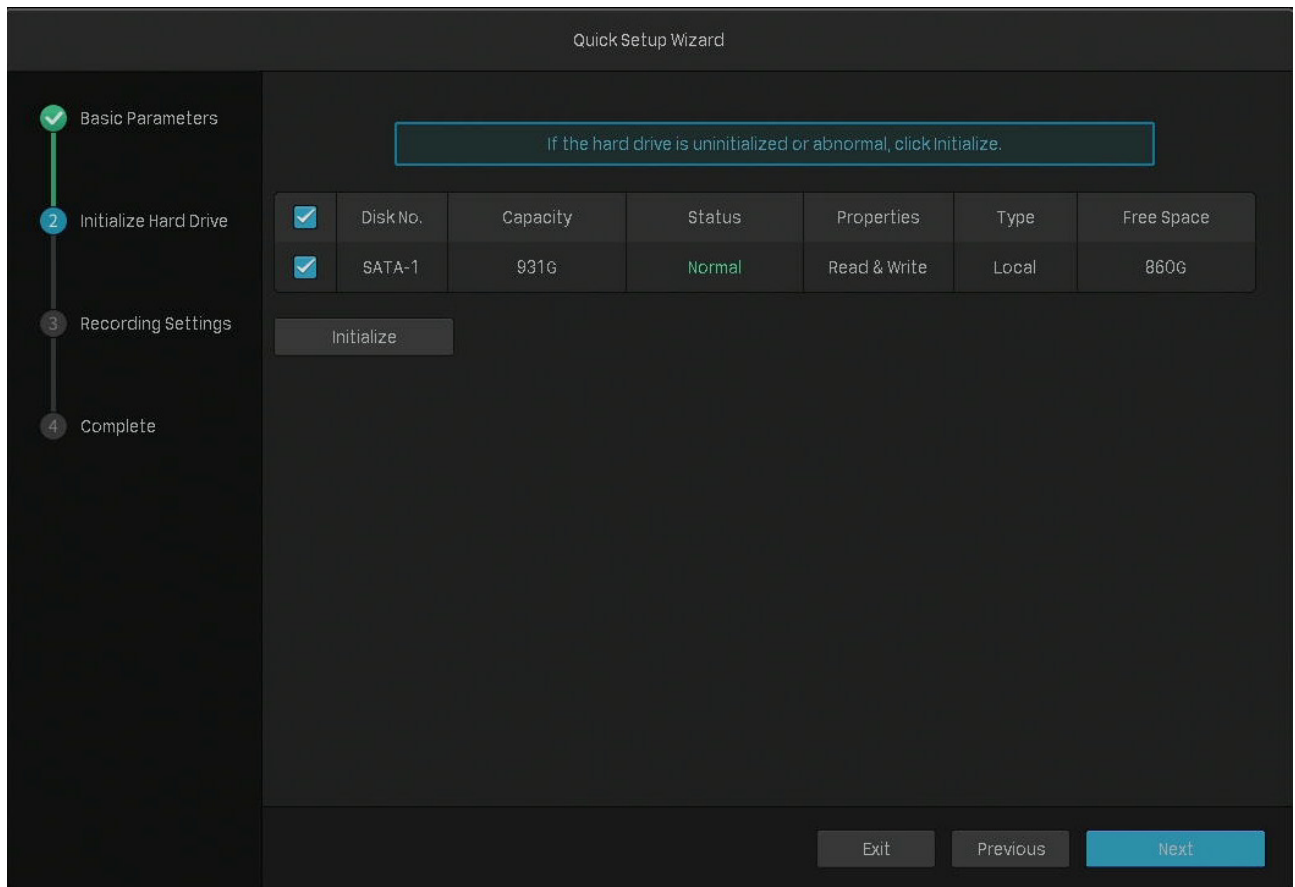 Quick Setup Wizard
Basic Parameters
If the hard drive is uninitialized or abnormal, click Initialize.
2 Initialize Hard Drive
Disk No. Capacity Status Properties Type Free Space
SATA-1 931G Normal Read & Write Local 860G
3 Recording Settings
Initialize
4 Complete
Exit Previous Next